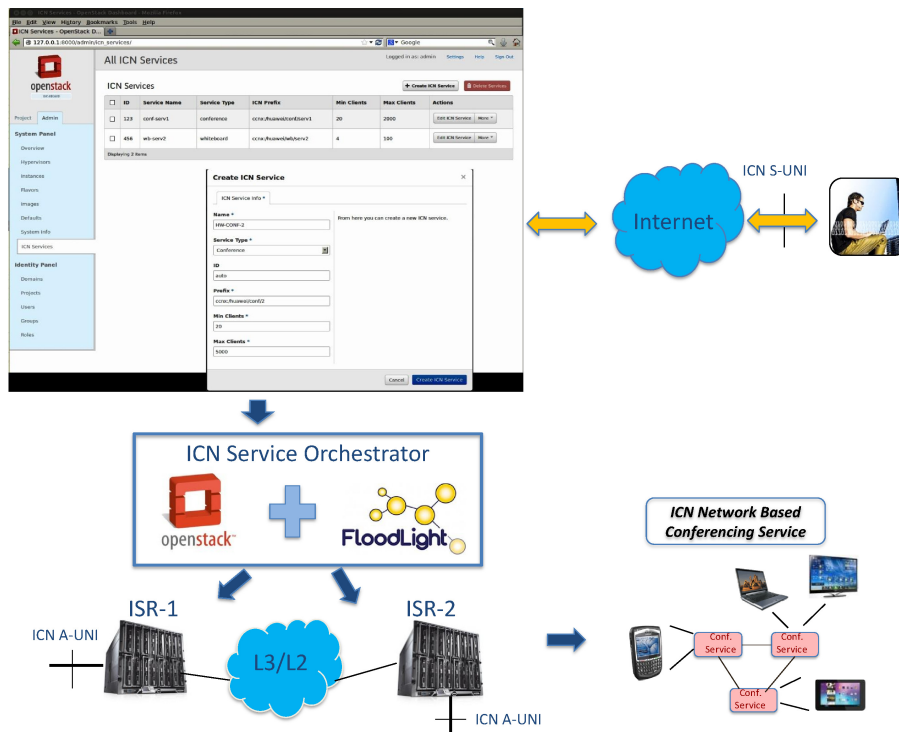 ICN Services - OpenStack Dashboard - Mozilla Firefox
File Edit View History Bookmarks Tools Help
ICN Services - OpenStack D...
127.0.0.1:8000/admin/icn_services/
Google
openstack
DASHBOARD
Project Admin
System Panel
Overview
Hypervisors
Instances
Flavors
Images
Defaults
System Info
ICN Services
Identity Panel
Domains
Projects
Users
Groups
Roles
All ICN Services
Logged in as: admin Settings Help Sign Out
ICN Services
+ Create ICN Service Delete Services
ID Service Name Service Type ICN Prefix Min Clients Max Clients Actions
123 conf-serv1 conference ccnx:/huawei/conf/serv1 20 2000 Edit ICN Service More
456 wb-serv2 whiteboard ccnx:/huawei/wb/serv2 4 100 Edit ICN Service More
Displaying 2 items
Create ICN Service ×
ICN Service Info *
Name *
HW-CONF-2
From here you can create a new ICN service.
Service Type *
Conference
ID
auto
Prefix *
ccnx:/huawei/conf/2
Min Clients *
20
Max Clients *
5000
Cancel Create ICN Service
Internet
ICN S-UNI
ICN Service Orchestrator
openstack™
FloodLight
ISR-1
ISR-2
ICN A-UNI
L3/L2
ICN A-UNI
ICN Network Based
Conferencing Service
Conf.
Service
Conf.
Service
Conf.
Service